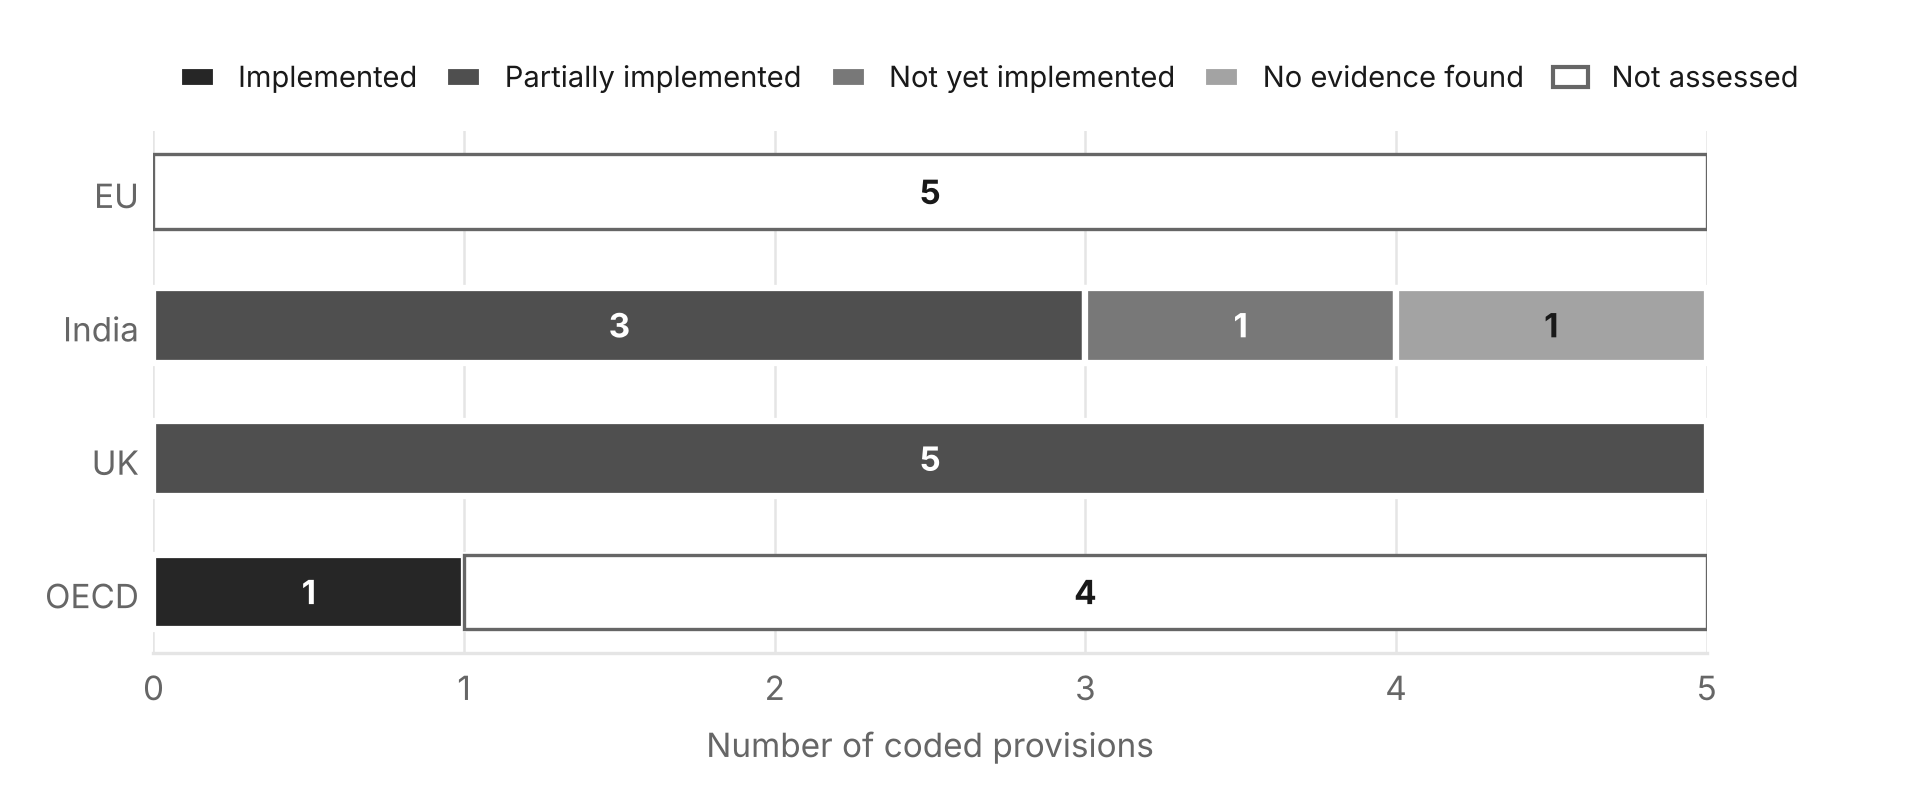 Implemented Partially implemented Not yet implemented No evidence found Not assessed
EU 5
India 3 1 1
UK 5
OECD 1 4
0 1 2 3 4 5
Number of coded provisions